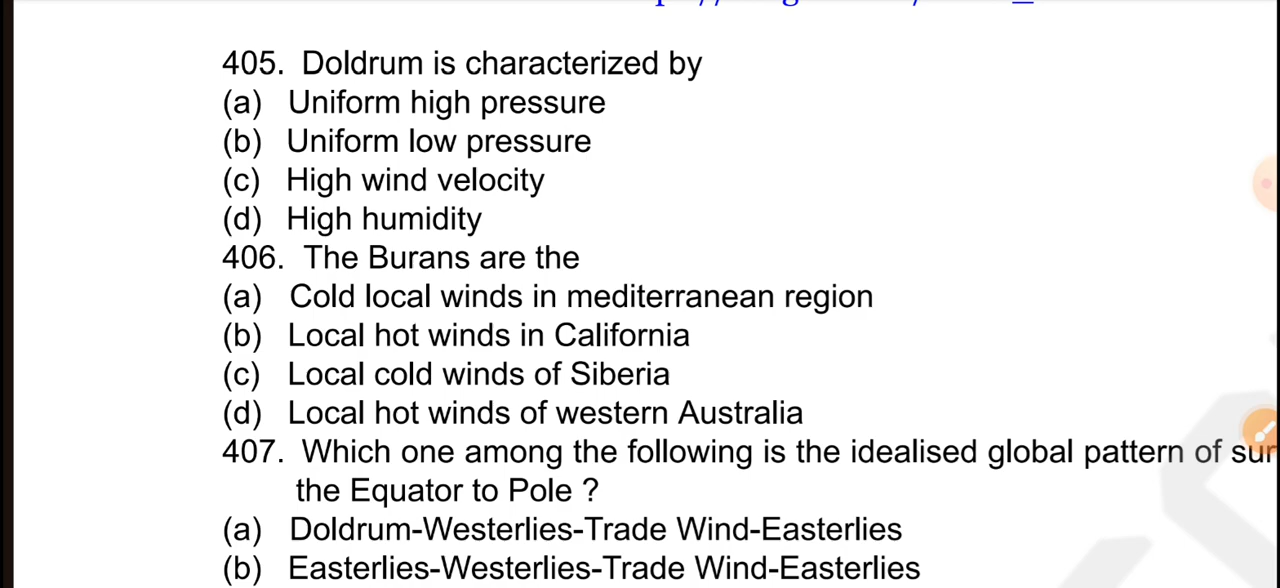 405. Doldrum is characterized by
(a) Uniform high pressure
(b) Uniform low pressure
(c) High wind velocity
(d) High humidity
406. The Burans are the
(a) Cold local winds in mediterranean region
(b) Local hot winds in California
(c) Local cold winds of Siberia
(d) Local hot winds of western Australia
407. Which one among the following is the idealised global pattern of
the Equator to Pole ?
(a) Doldrum-Westerlies-Trade Wind-Easterlies
(b) Easterlies-Westerlies-Trade Wind-Easterlies